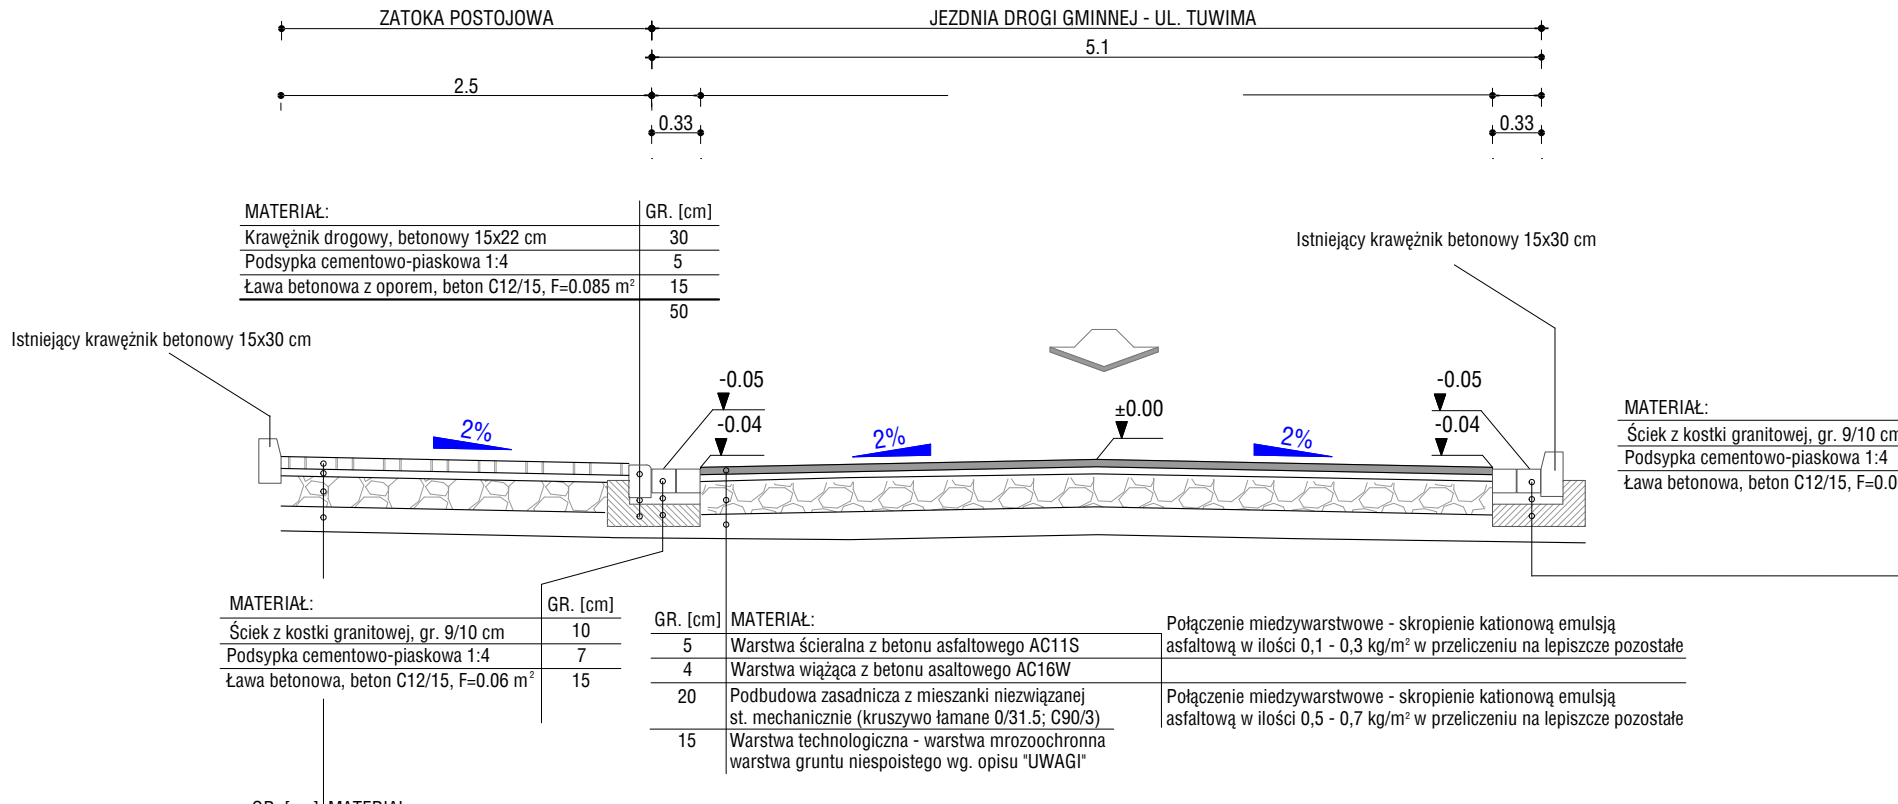 ZATOKA POSTOJOWA
JEZDNIA DROGI GMINNEJ - UL. TUWIMA
5.1
2.5
0.33
0.33
MATERIAŁ: GR. [cm]
Krawężnik drogowy, betonowy 15x22 cm 30
Podsypka cementowo-piaskowa 1:4 5
Ława betonowa z oporem, beton C12/15, F=0.085 m² 15
50
Istniejący krawężnik betonowy 15x30 cm
Istniejący krawężnik betonowy 15x30 cm
-0.05
-0.04
±0.00
-0.05
-0.04
2%
2%
2%
MATERIAŁ:
Ściek z kostki granitowej, gr. 9/10 cm
Podsypka cementowo-piaskowa 1:4
Ława betonowa, beton C12/15, F=0.0
MATERIAŁ: GR. [cm]
Ściek z kostki granitowej, gr. 9/10 cm 10
Podsypka cementowo-piaskowa 1:4 7
Ława betonowa, beton C12/15, F=0.06 m² 15
GR. [cm] MATERIAŁ:
5 Warstwa ścieralna z betonu asfaltowego AC11S
4 Warstwa wiążąca z betonu asaltowego AC16W
20 Podbudowa zasadnicza z mieszanki niezwiązanej
st. mechanicznie (kruszywo łamane 0/31.5; C90/3)
15 Warstwa technologiczna - warstwa mrozoochronna
warstwa gruntu niespoistego wg. opisu "UWAGI"
Połączenie miedzywarstwowe - skropienie kationową emulsją
asfaltową w ilości 0,1 - 0,3 kg/m² w przeliczeniu na lepiszcze pozostałe
Połączenie miedzywarstwowe - skropienie kationową emulsją
asfaltową w ilości 0,5 - 0,7 kg/m² w przeliczeniu na lepiszcze pozostałe